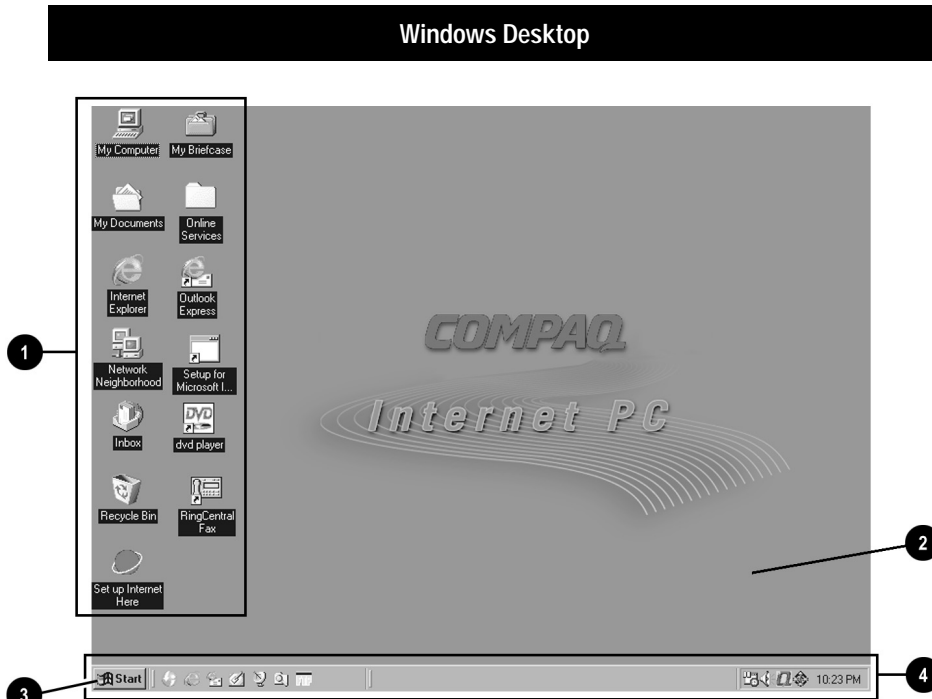 Windows Desktop
My Computer
My Briefcase
My Documents
Online
Services
Internet
Explorer
Outlook
Express
Network
Neighborhood
Setup for
Microsoft I...
Inbox
DVD
dvd player
Recycle Bin
RingCentral
Fax
Set up Internet
Here
COMPAQ
Internet PC
1
2
3
Start
10:23 PM
4